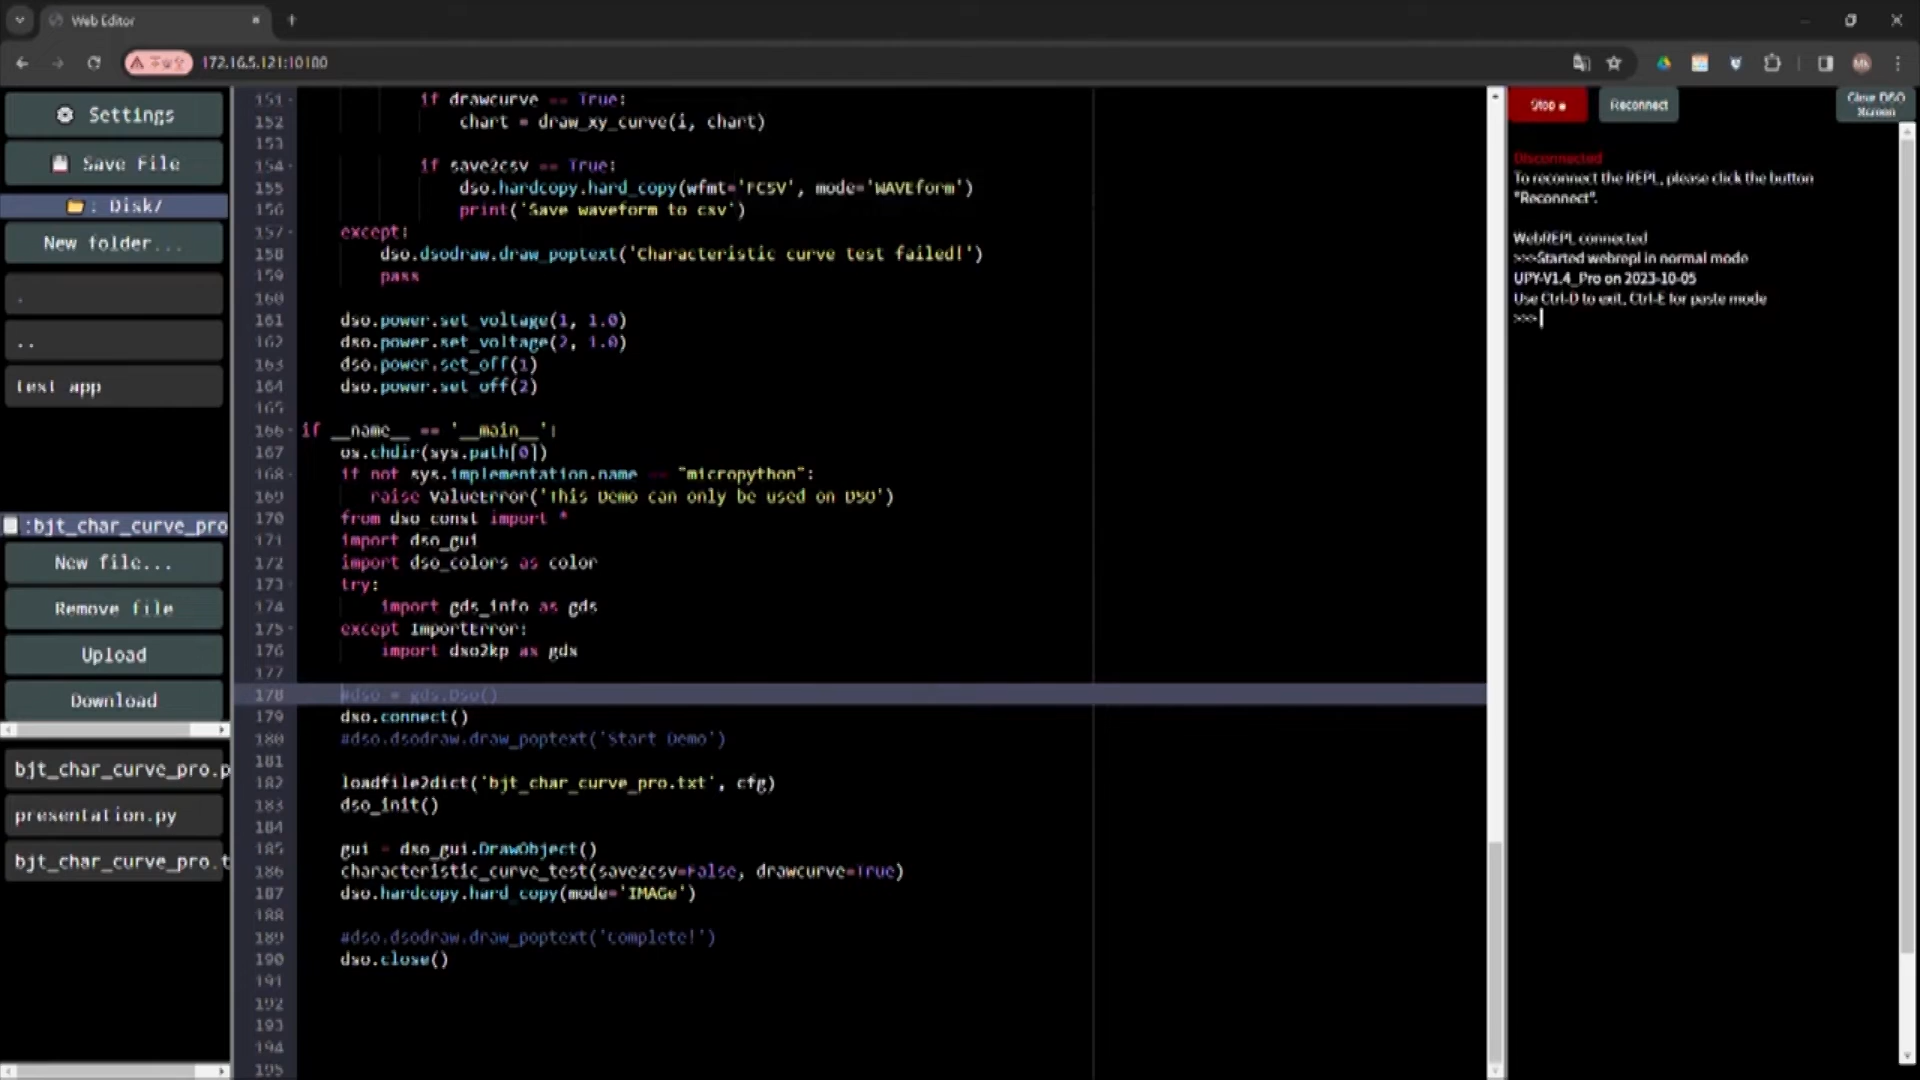 Web Editor
不安全 172.16.5.121:10100
Settings
Save File
: Disk/
New folder...
.
..
test app
:bjt_char_curve_pro
New file...
Remove file
Upload
Download
bjt_char_curve_pro.p
presentation.py
bjt_char_curve_pro.t
151 if drawcurve == True:
152 chart = draw_xy_curve(i, chart)
153
154 if save2csv == True:
155 dso.hardcopy.hard_copy(wfmt='FCSV', mode='WAVEform')
156 print('Save waveform to csv')
157 except:
158 dso.dsodraw.draw_poptext('Characteristic curve test failed!')
159 pass
160
161 dso.power.set_voltage(1, 1.0)
162 dso.power.set_voltage(2, 1.0)
163 dso.power.set_off(1)
164 dso.power.set_off(2)
165
166 if __name__ == '__main__':
167 os.chdir(sys.path[0])
168 if not sys.implementation.name == "micropython":
169 raise ValueError('This Demo can only be used on DSO')
170 from dso_const import *
171 import dso_gui
172 import dso_colors as color
173 try:
174 import gds_info as gds
175 except ImportError:
176 import dso2kp as gds
177
178 #dso = gds.Dso()
179 dso.connect()
180 #dso.dsodraw.draw_poptext('Start Demo')
181
182 loadfile2dict('bjt_char_curve_pro.txt', cfg)
183 dso_init()
184
185 gui = dso_gui.DrawObject()
186 characteristic_curve_test(save2csv=False, drawcurve=True)
187 dso.hardcopy.hard_copy(mode='IMAGe')
188
189 #dso.dsodraw.draw_poptext('Complete!')
190 dso.close()
191
192
193
194
195
Stop
Reconnect
Clear DSO
Screen
Disconnected
To reconnect the REPL, please click the button
"Reconnect".
WebREPL connected
>>>Started webrepl in normal mode
UPY-V1.4_Pro on 2023-10-05
Use Ctrl-D to exit, Ctrl-E for paste mode
>>>